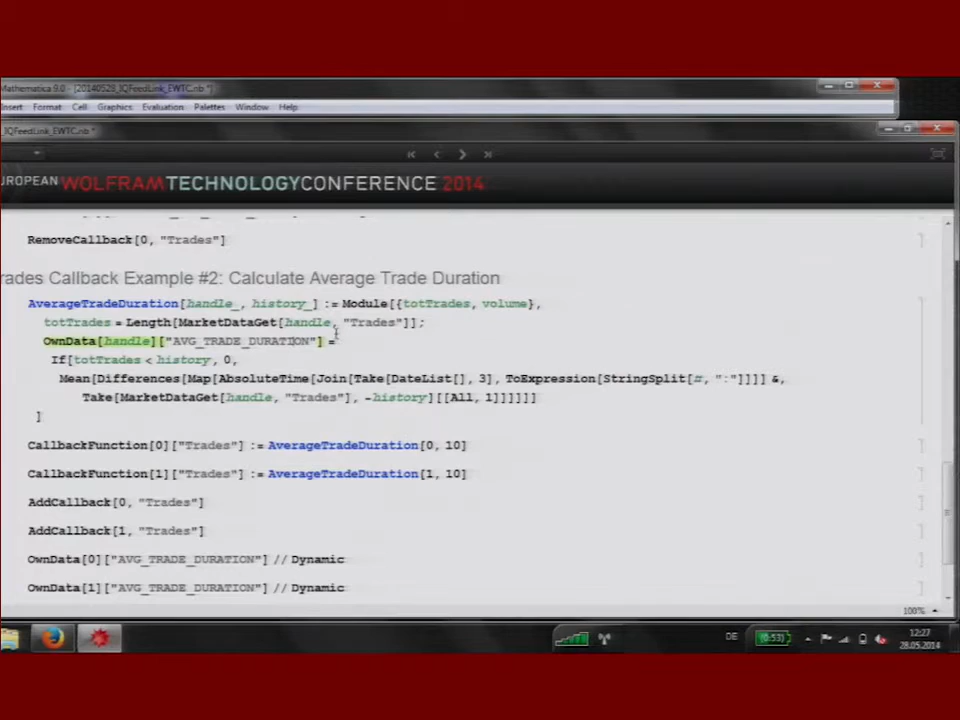 Mathematica 9.0 - [20140528_IQFeedLink_EWTC.nb *]
Insert Format Cell Graphics Evaluation Palettes Window Help
_IQFeedLink_EWTC.nb *
UROPEAN WOLFRAMTECHNOLOGYCONFERENCE 2014
RemoveCallback[0, "Trades"]
rades Callback Example #2: Calculate Average Trade Duration
AverageTradeDuration[handle_, history_] := Module[{totTrades, volume},
totTrades = Length[MarketDataGet[handle, "Trades"]];
OwnData[handle]["AVG_TRADE_DURATION"] =
If[totTrades < history, 0,
Mean[Differences[Map[AbsoluteTime[Join[Take[DateList[], 3], ToExpression[StringSplit[#, ":"]]]] &,
Take[MarketDataGet[handle, "Trades"], -history][[All, 1]]]]]]
]
CallbackFunction[0]["Trades"] := AverageTradeDuration[0, 10]
CallbackFunction[1]["Trades"] := AverageTradeDuration[1, 10]
AddCallback[0, "Trades"]
AddCallback[1, "Trades"]
OwnData[0]["AVG_TRADE_DURATION"] // Dynamic
OwnData[1]["AVG_TRADE_DURATION"] // Dynamic
100%
DE (0:53) 12:27
28.05.2014